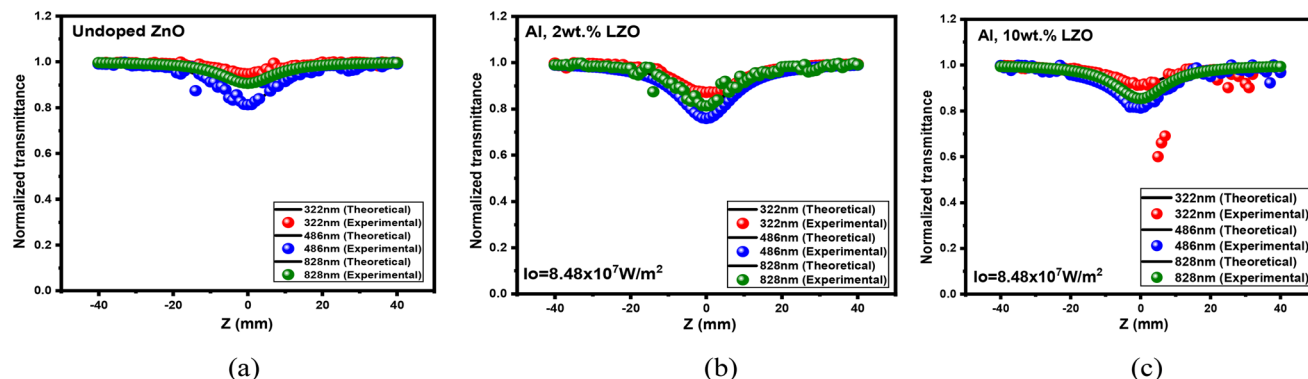 Undoped ZnO
Normalized transmittance
1.2
1.0
0.8
0.6
0.4
0.2
0.0
-40
-20
0
20
40
Z (mm)
322nm (Theoretical)
322nm (Experimental)
486nm (Theoretical)
486nm (Experimental)
828nm (Theoretical)
828nm (Experimental)
(a)
Al, 2wt.% LZO
Normalized transmittance
1.2
1.0
0.8
0.6
0.4
0.2
0.0
-40
-20
0
20
40
Z (mm)
322nm (Theoretical)
322nm (Experimental)
486nm (Theoretical)
486nm (Experimental)
828nm (Theoretical)
828nm (Experimental)
Io=8.48x10⁷W/m²
(b)
Al, 10wt.% LZO
Normalized transmittance
1.2
1.0
0.8
0.6
0.4
0.2
0.0
-40
-20
0
20
40
Z (mm)
322nm (Theoretical)
322nm (Experimental)
486nm (Theoretical)
486nm (Experimental)
828nm (Theoretical)
828nm (Experimental)
Io=8.48x10⁷W/m²
(c)